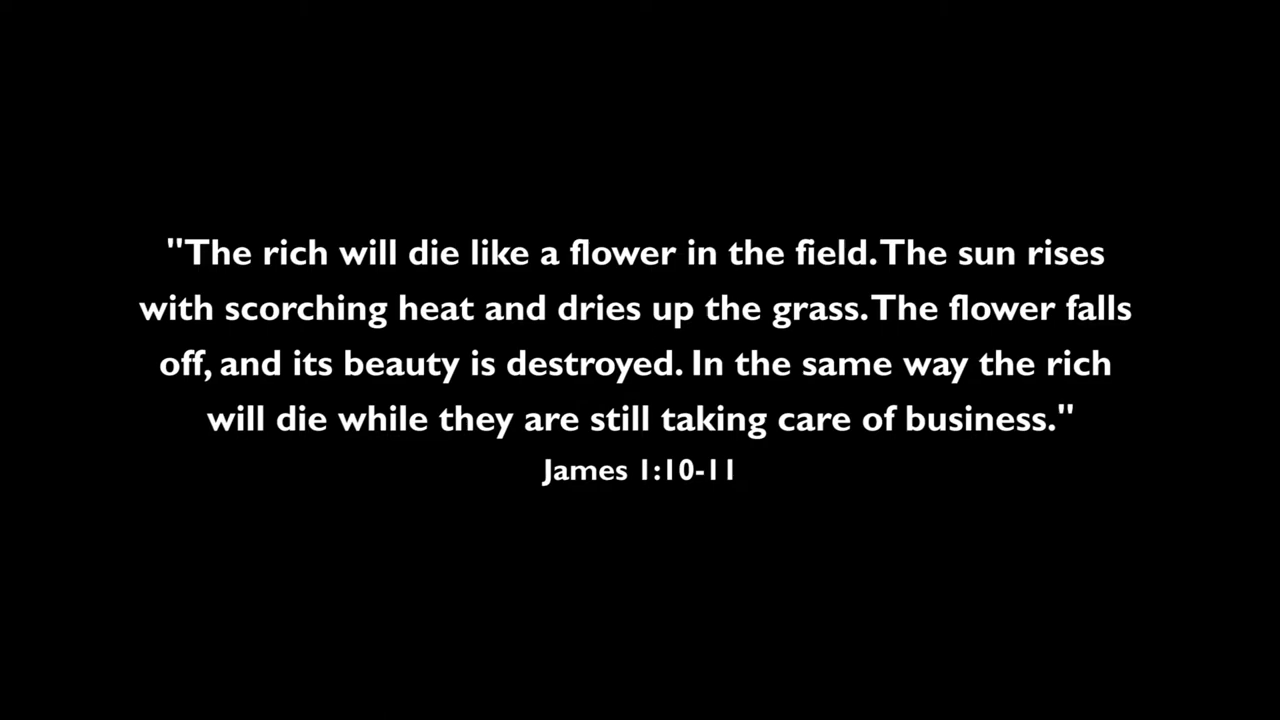 "The rich will die like a flower in the field. The sun rises
with scorching heat and dries up the grass. The flower falls
off, and its beauty is destroyed. In the same way the rich
will die while they are still taking care of business."
James 1:10-11